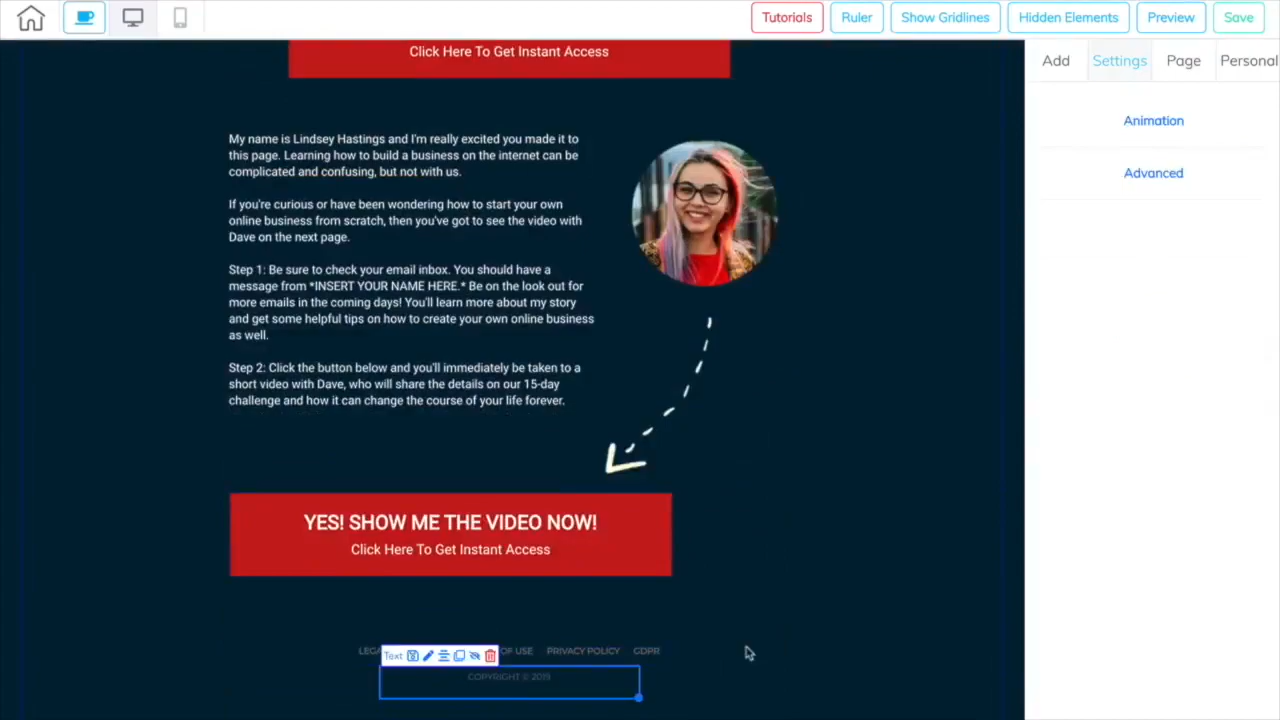 Tutorials Ruler Show Gridlines Hidden Elements Preview Save
Add Settings Page Personal
Animation
Advanced
Click Here To Get Instant Access
My name is Lindsey Hastings and I'm really excited you made it to
this page. Learning how to build a business on the internet can be
complicated and confusing, but not with us.
If you're curious or have been wondering how to start your own
online business from scratch, then you've got to see the video with
Dave on the next page.
Step 1: Be sure to check your email inbox. You should have a
message from *INSERT YOUR NAME HERE.* Be on the look out for
more emails in the coming days! You'll learn more about my story
and get some helpful tips on how to create your own online business
as well.
Step 2: Click the button below and you'll immediately be taken to a
short video with Dave, who will share the details on our 15-day
challenge and how it can change the course of your life forever.
YES! SHOW ME THE VIDEO NOW!
Click Here To Get Instant Access
OF USE PRIVACY POLICY GDPR
Text
COPYRIGHT © 2019